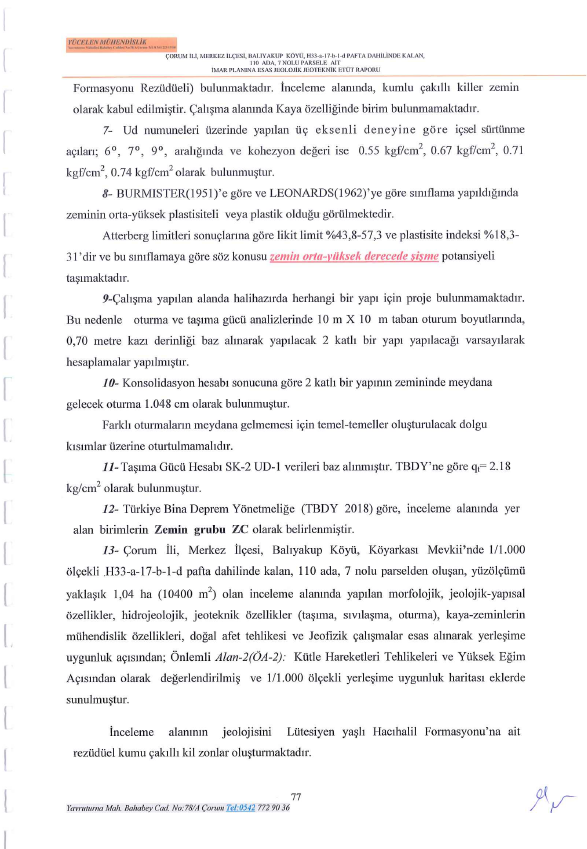 YÜCELEN MÜHENDİSLİK
ÇORUM İLİ, MERKEZ İLÇESİ, BALIYAKUP KÖYÜ, H33-a-17-b-1-d PAFTA DAHİLİNDE KALAN,
110 ADA, 7 NOLU PARSELE AİT
İMAR PLANINA ESAS JEOLOJİK JEOTEKNİK ETÜT RAPORU
Formasyonu Rezüdüeli) bulunmaktadır. İnceleme alanında, kumlu çakıllı killer zemin
olarak kabul edilmiştir. Çalışma alanında Kaya özelliğinde birim bulunmamaktadır.
7- Ud numuneleri üzerinde yapılan üç eksenli deneyine göre içsel sürtünme
açıları; 6°, 7°, 9°, aralığında ve kohezyon değeri ise 0.55 kgf/cm², 0.67 kgf/cm², 0.71
kgf/cm², 0.74 kgf/cm² olarak bulunmuştur.
8- BURMISTER(1951)'e göre ve LEONARDS(1962)'ye göre sınıflama yapıldığında
zeminin orta-yüksek plastisiteli veya plastik olduğu görülmektedir.
Atterberg limitleri sonuçlarına göre likit limit %43,8-57,3 ve plastisite indeksi %18,3-
31'dir ve bu sınıflamaya göre söz konusu zemin orta-yüksek derecede şişme potansiyeli
taşımaktadır.
9-Çalışma yapılan alanda halihazırda herhangi bir yapı için proje bulunmamaktadır.
Bu nedenle oturma ve taşıma gücü analizlerinde 10 m X 10 m taban oturum boyutlarında,
0,70 metre kazı derinliği baz alınarak yapılacak 2 katlı bir yapı yapılacağı varsayılarak
hesaplamalar yapılmıştır.
10- Konsolidasyon hesabı sonucuna göre 2 katlı bir yapının zemininde meydana
gelecek oturma 1.048 cm olarak bulunmuştur.
Farklı oturmaların meydana gelmemesi için temel-temeller oluşturulacak dolgu
kısımlar üzerine oturtulmamalıdır.
11- Taşıma Gücü Hesabı SK-2 UD-1 verileri baz alınmıştır. TBDY'ne göre qt= 2.18
kg/cm² olarak bulunmuştur.
12- Türkiye Bina Deprem Yönetmeliğe (TBDY 2018) göre, inceleme alanında yer
alan birimlerin Zemin grubu ZC olarak belirlenmiştir.
13- Çorum İli, Merkez İlçesi, Balıyakup Köyü, Köyarkası Mevkii'nde 1/1.000
ölçekli H33-a-17-b-1-d pafta dahilinde kalan, 110 ada, 7 nolu parselden oluşan, yüzölçümü
yaklaşık 1,04 ha (10400 m²) olan inceleme alanında yapılan morfolojik, jeolojik-yapısal
özellikler, hidrojeolojik, jeoteknik özellikler (taşıma, sıvılaşma, oturma), kaya-zeminlerin
mühendislik özellikleri, doğal afet tehlikesi ve Jeofizik çalışmalar esas alınarak yerleşime
uygunluk açısından; Önlemli Alan-2(ÖA-2): Kütle Hareketleri Tehlikeleri ve Yüksek Eğim
Açısından olarak değerlendirilmiş ve 1/1.000 ölçekli yerleşime uygunluk haritası eklerde
sunulmuştur.
İnceleme alanının jeolojisini Lütesiyen yaşlı Hacıhalil Formasyonu'na ait
rezüdüel kumu çakıllı kil zonlar oluşturmaktadır.
77
Yavruturna Mah. Bahabey Cad. No:78/A Çorum Tel:0542 772 90 36